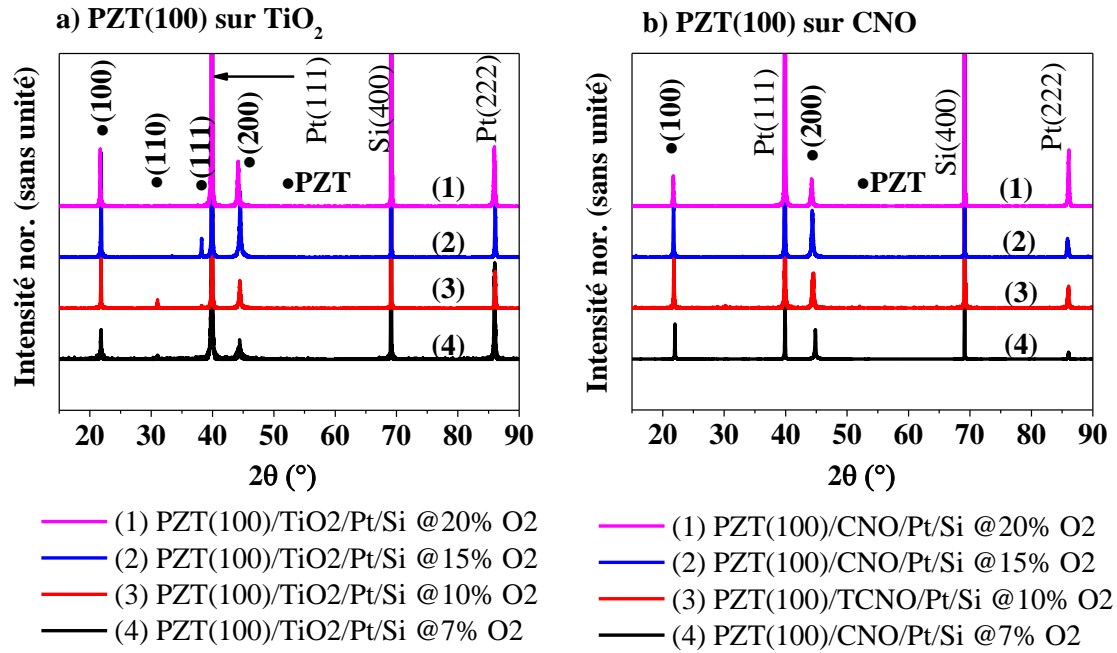 a) PZT(100) sur TiO₂
Intensité nor. (sans unité)
●(100)
●(110)
●(111)
●(200)
Pt(111)
Si(400)
Pt(222)
●PZT
(1)
(2)
(3)
(4)
20 30 40 50 60 70 80 90
2θ (°)
(1) PZT(100)/TiO2/Pt/Si @20% O2
(2) PZT(100)/TiO2/Pt/Si @15% O2
(3) PZT(100)/TiO2/Pt/Si @10% O2
(4) PZT(100)/TiO2/Pt/Si @7% O2
b) PZT(100) sur CNO
Intensité nor. (sans unité)
●(100)
Pt(111)
●(200)
Si(400)
Pt(222)
●PZT
(1)
(2)
(3)
(4)
20 30 40 50 60 70 80 90
2θ (°)
(1) PZT(100)/CNO/Pt/Si @20% O2
(2) PZT(100)/CNO/Pt/Si @15% O2
(3) PZT(100)/TCNO/Pt/Si @10% O2
(4) PZT(100)/CNO/Pt/Si @7% O2